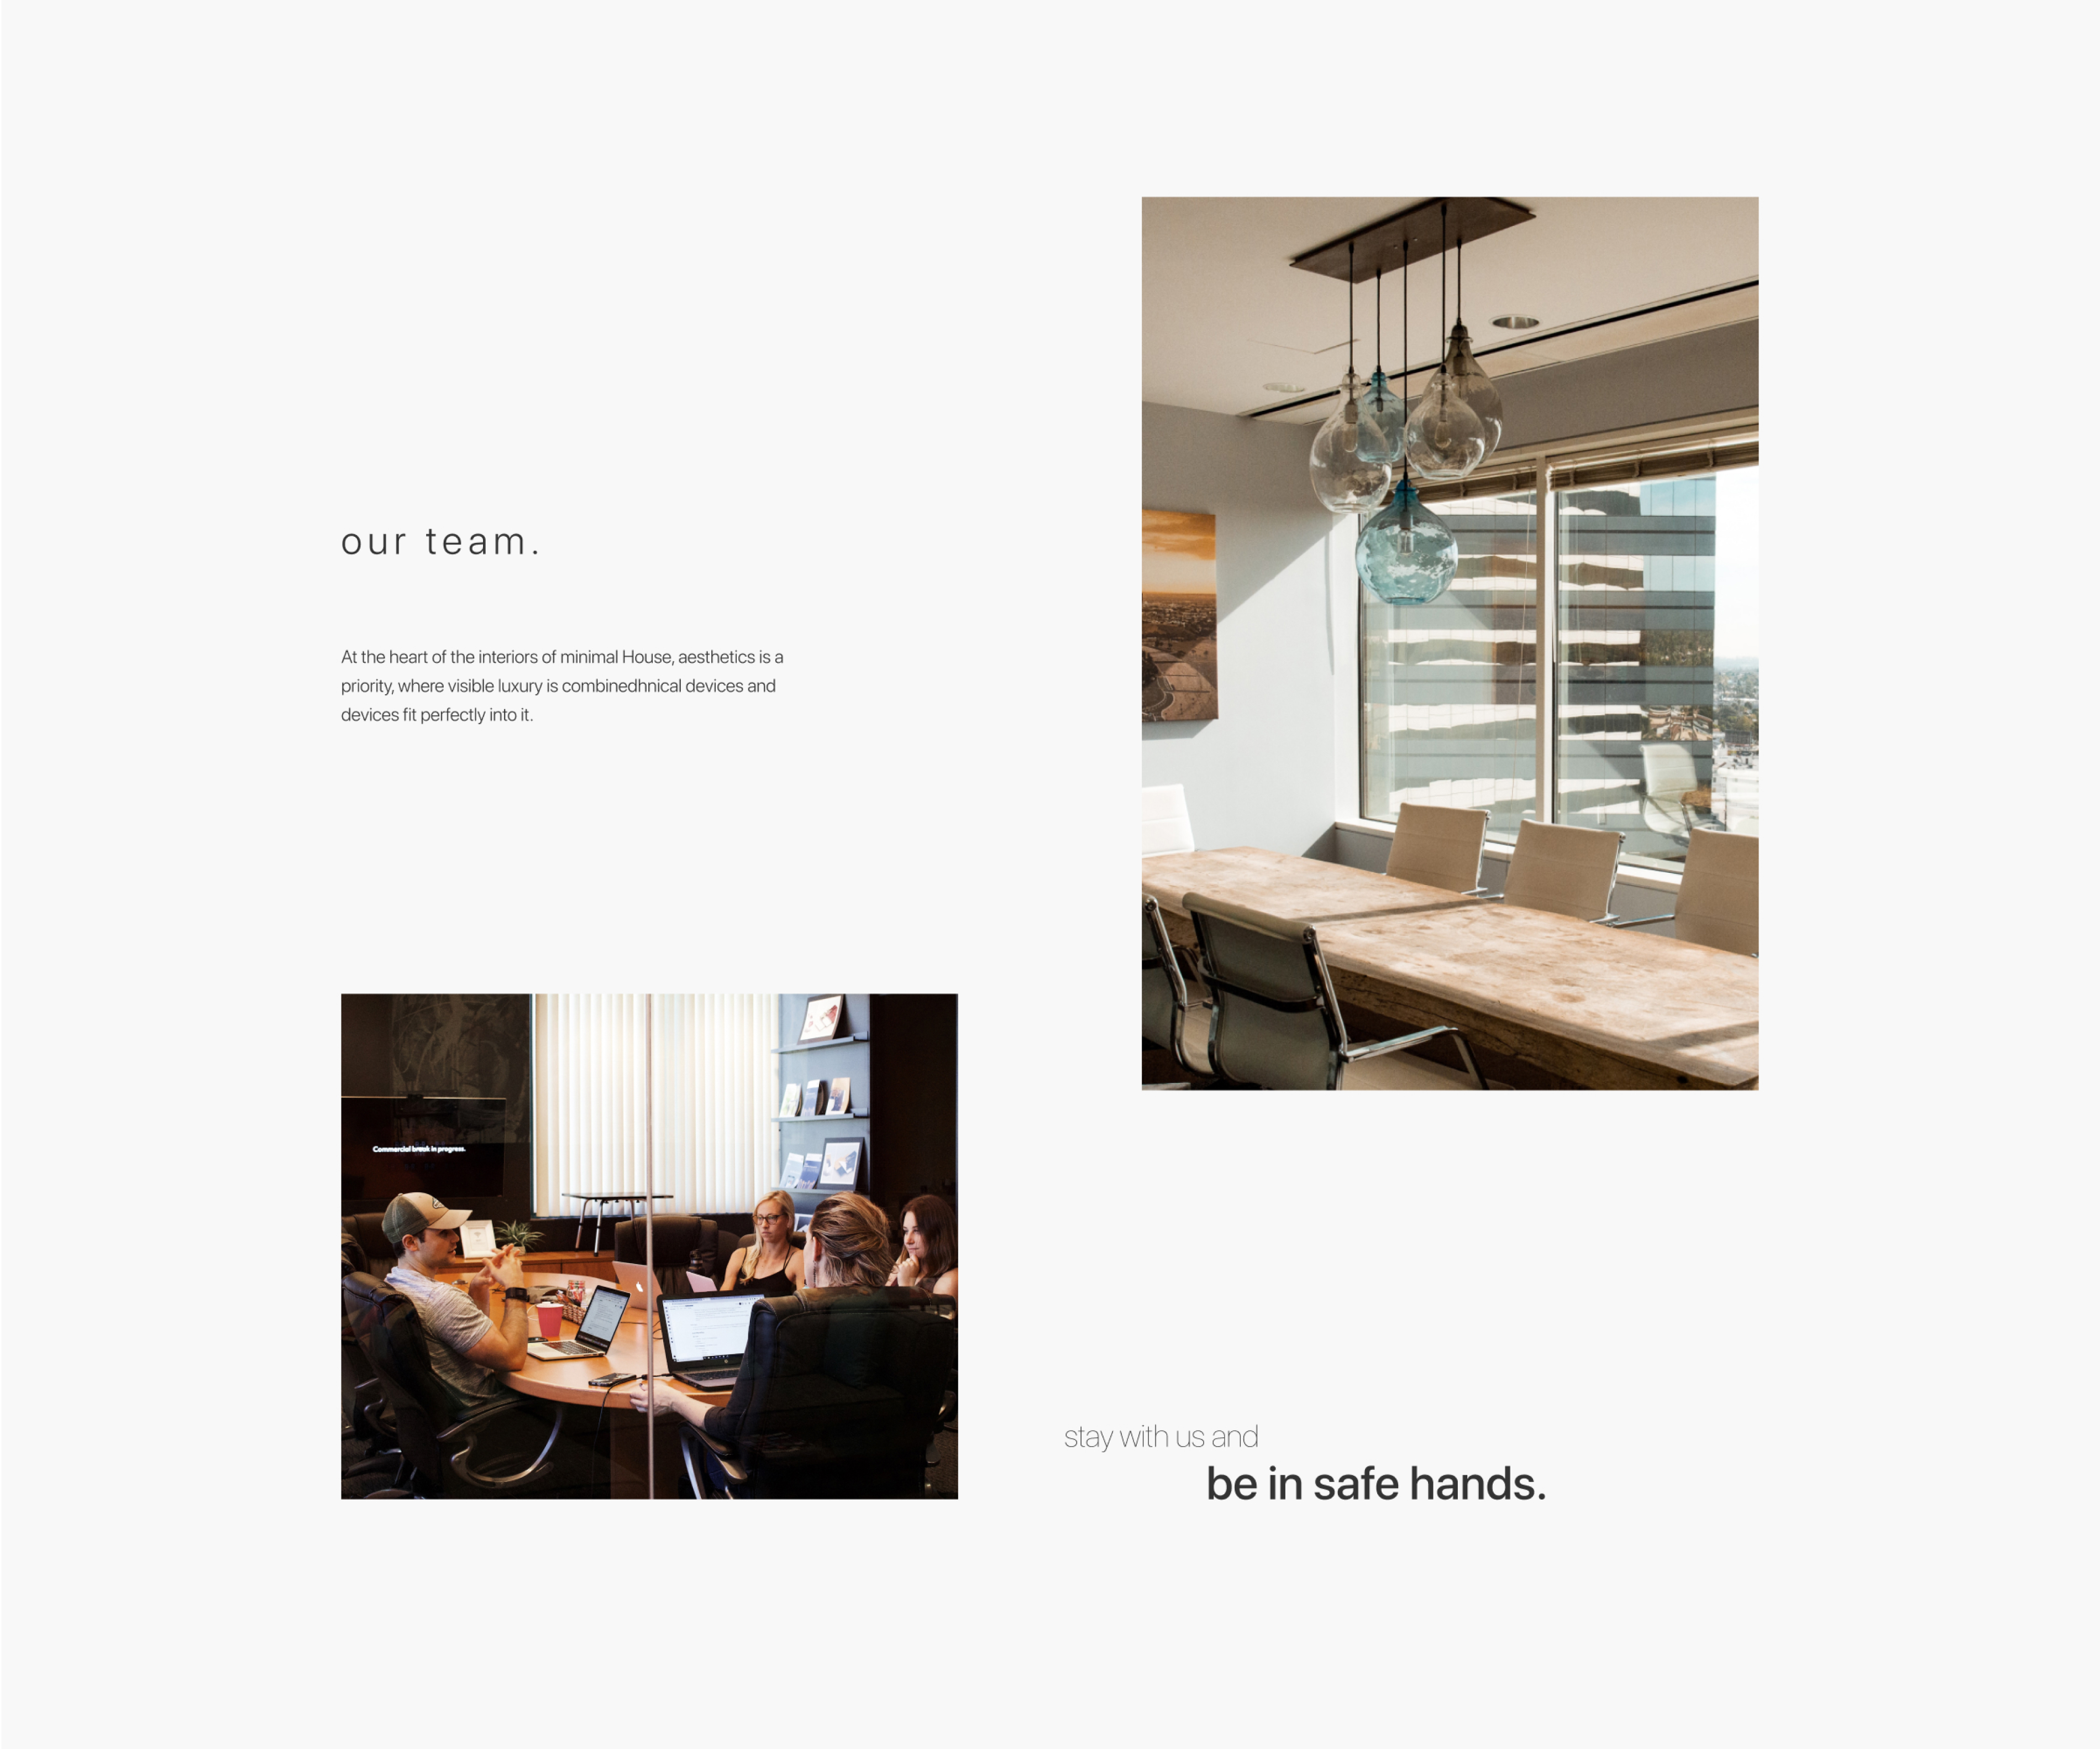 our team.
At the heart of the interiors of minimal House, aesthetics is a
priority, where visible luxury is combinedhnical devices and
devices fit perfectly into it.
Commercial break in progress.
stay with us and
be in safe hands.